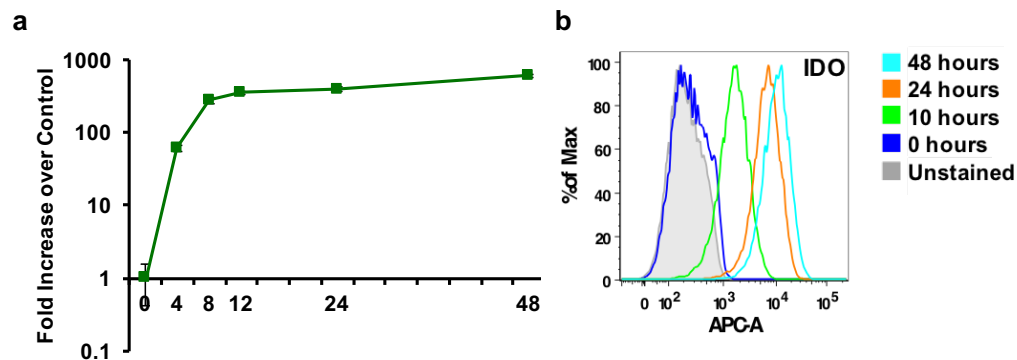 a
Fold Increase over Control
1000
100
10
1
0.1
0 4 8 12 24 48
b
IDO
%of Max
100
80
60
40
20
0
0 10² 10³ 10⁴ 10⁵
APC-A
48 hours
24 hours
10 hours
0 hours
Unstained